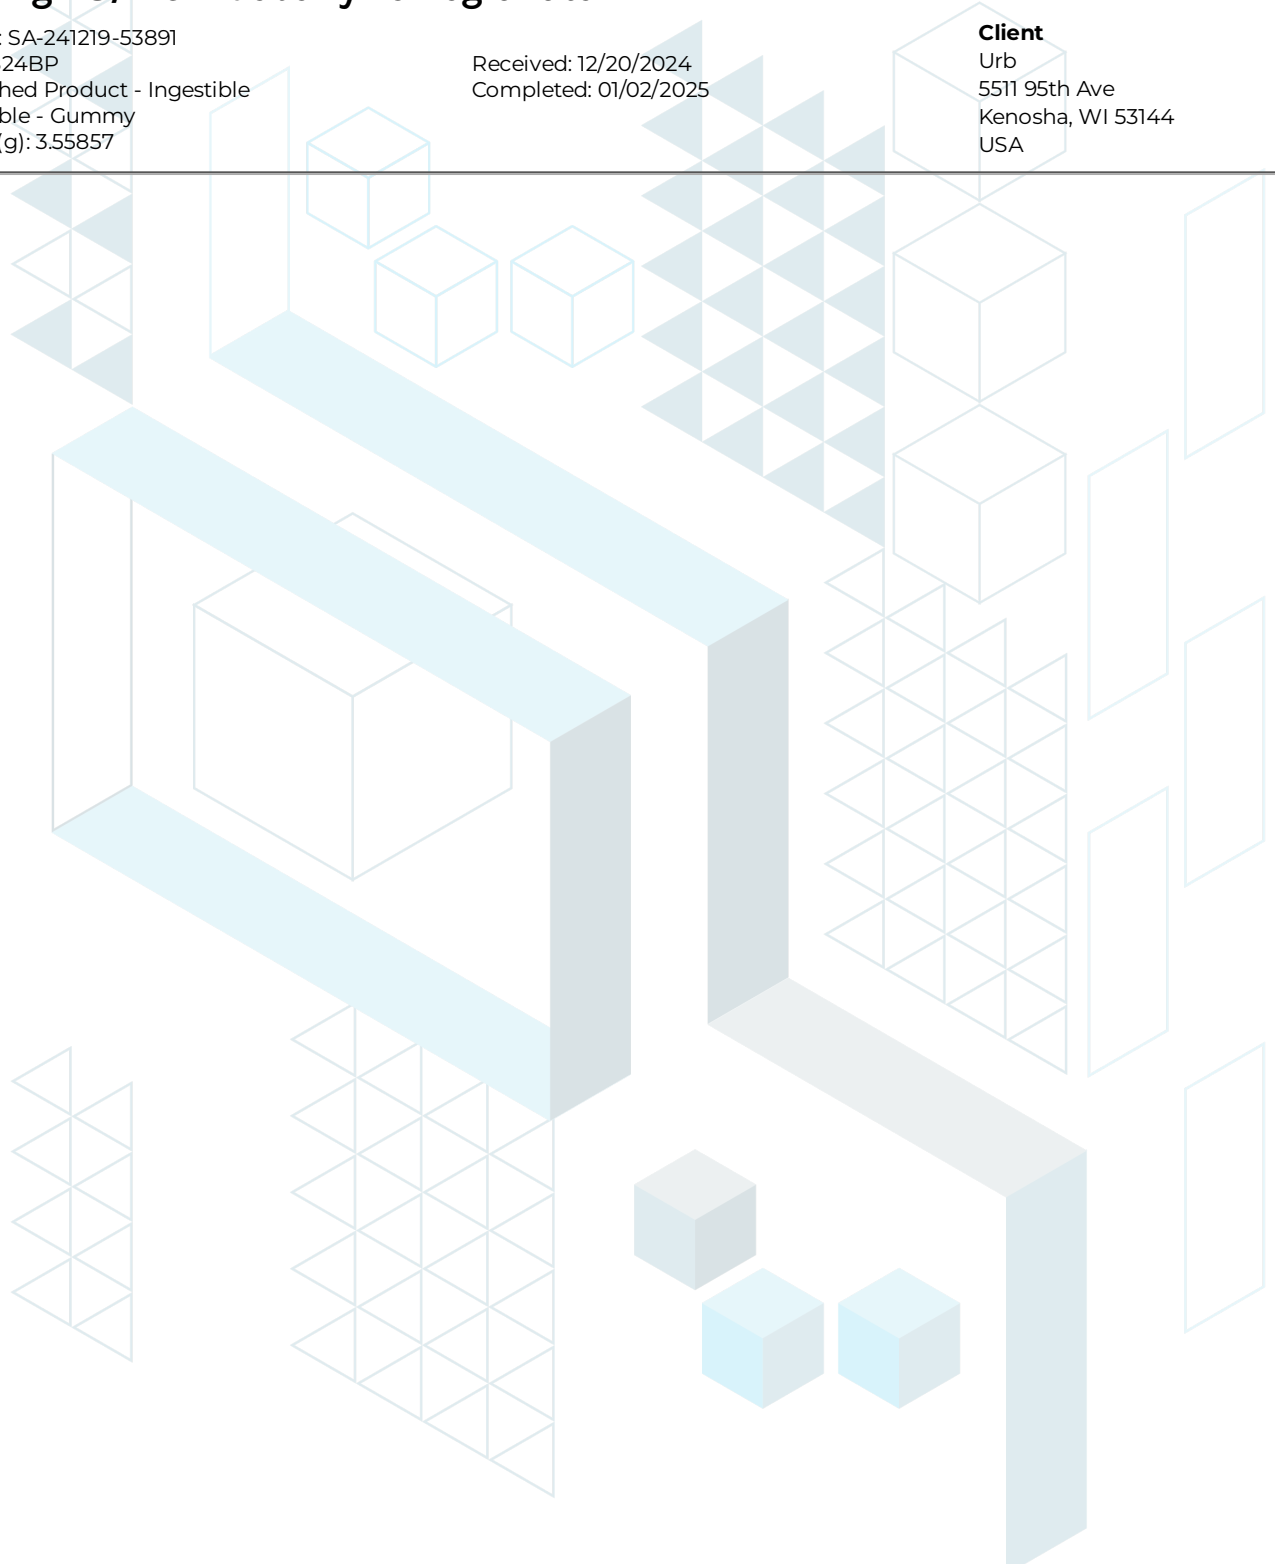 : SA-241219-53891
24BP
hed Product - Ingestible
ble - Gummy
(g): 3.55857
Received: 12/20/2024
Completed: 01/02/2025
Client
Urb
5511 95th Ave
Kenosha, WI 53144
USA